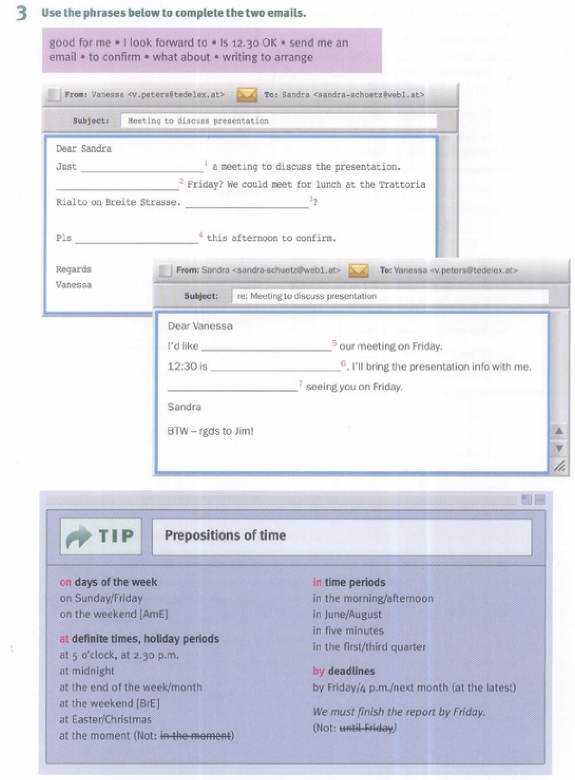 3 Use the phrases below to complete the two emails.
good for me • I look forward to • Is 12.30 OK • send me an
email • to confirm • what about • writing to arrange
From: Vanessa <v.peters@tedelex.at> To: Sandra <sandra-schuetz@web1.at>
Subject: Meeting to discuss presentation
Dear Sandra
Just ____________________ 1 a meeting to discuss the presentation.
____________________ 2 Friday? We could meet for lunch at the Trattoria
Rialto on Breite Strasse. ____________________ 3?
Pls ____________________ 4 this afternoon to confirm.
Regards
Vanessa
From: Sandra <sandra-schuetz@web1.at> To: Vanessa <v.peters@tedelex.at>
Subject: re: Meeting to discuss presentation
Dear Vanessa
I'd like ____________________ 5 our meeting on Friday.
12:30 is ____________________ 6. I'll bring the presentation info with me.
____________________ 7 seeing you on Friday.
Sandra
BTW – rgds to Jim!
TIP Prepositions of time
on days of the week
on Sunday/Friday
on the weekend [AmE]
at definite times, holiday periods
at 5 o'clock, at 2.30 p.m.
at midnight
at the end of the week/month
at the weekend [BrE]
at Easter/Christmas
at the moment (Not: in the moment)
in time periods
in the morning/afternoon
in June/August
in five minutes
in the first/third quarter
by deadlines
by Friday/4 p.m./next month (at the latest)
We must finish the report by Friday.
(Not: until Friday)